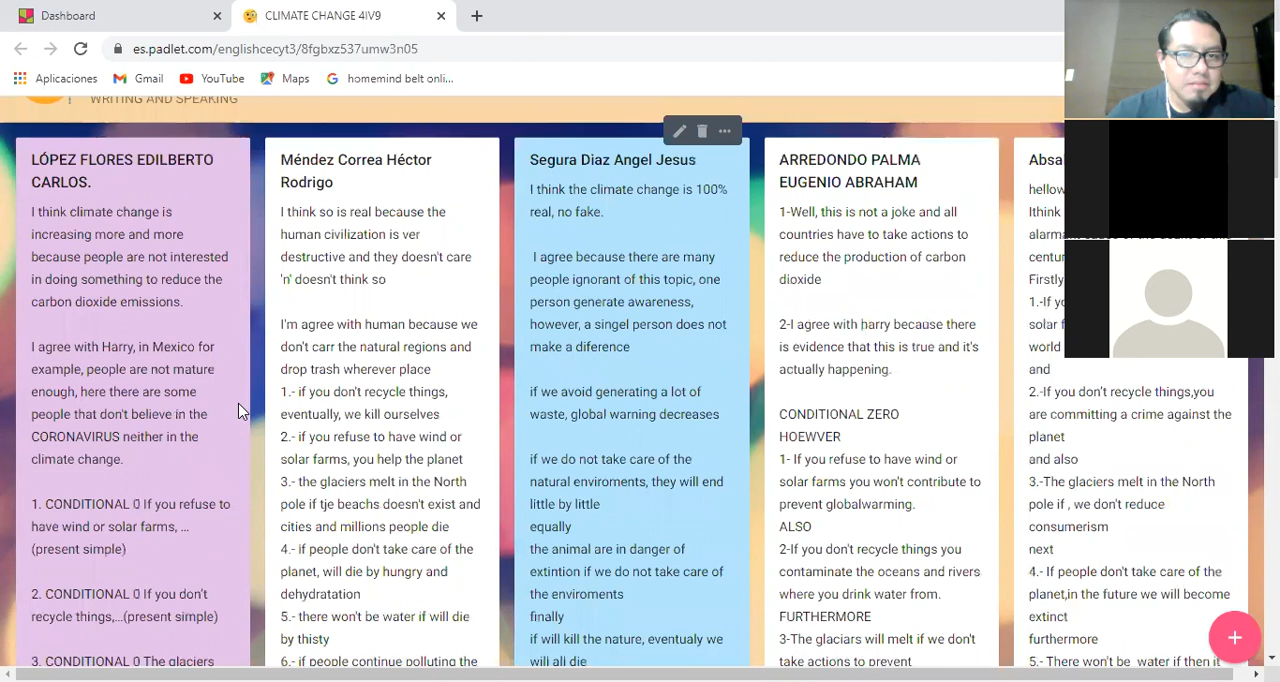 Dashboard
CLIMATE CHANGE 4IV9
es.padlet.com/englishcecyt3/8fgbxz537umw3n05
Aplicaciones
Gmail
YouTube
Maps
homemind belt onli...
WRITING AND SPEAKING
LÓPEZ FLORES EDILBERTO
CARLOS.
I think climate change is
increasing more and more
because people are not interested
in doing something to reduce the
carbon dioxide emissions.
I agree with Harry, in Mexico for
example, people are not mature
enough, here there are some
people that don't believe in the
CORONAVIRUS neither in the
climate change.
1. CONDITIONAL 0 If you refuse to
have wind or solar farms, ...
(present simple)
2. CONDITIONAL 0 If you don't
recycle things,...(present simple)
3. CONDITIONAL 0 The glaciers
Méndez Correa Héctor
Rodrigo
I think so is real because the
human civilization is ver
destructive and they doesn't care
'n' doesn't think so
I'm agree with human because we
don't carr the natural regions and
drop trash wherever place
1.- if you don't recycle things,
eventually, we kill ourselves
2.- if you refuse to have wind or
solar farms, you help the planet
3.- the glaciers melt in the North
pole if tje beachs doesn't exist and
cities and millions people die
4.- if people don't take care of the
planet, will die by hungry and
dehydratation
5.- there won't be water if will die
by thisty
6.- if people continue polluting the
Segura Diaz Angel Jesus
I think the climate change is 100%
real, no fake.
I agree because there are many
people ignorant of this topic, one
person generate awareness,
however, a singel person does not
make a diference
if we avoid generating a lot of
waste, global warning decreases
if we do not take care of the
natural enviroments, they will end
little by little
equally
the animal are in danger of
extintion if we do not take care of
the enviroments
finally
if will kill the nature, eventualy we
will all die
ARREDONDO PALMA
EUGENIO ABRAHAM
1-Well, this is not a joke and all
countries have to take actions to
reduce the production of carbon
dioxide
2-I agree with harry because there
is evidence that this is true and it's
actually happening.
CONDITIONAL ZERO
HOEWVER
1- If you refuse to have wind or
solar farms you won't contribute to
prevent globalwarming.
ALSO
2-If you don't recycle things you
contaminate the oceans and rivers
where you drink water from.
FURTHERMORE
3-The glaciars will melt if we don't
take actions to prevent
Absa
hellow
Ithink
alarman
centur
Firstly
1.-If yo
solar f
world
and
2.-If you don't recycle things,you
are committing a crime against the
planet
and also
3.-The glaciers melt in the North
pole if , we don't reduce
consumerism
next
4.- If people don't take care of the
planet,in the future we will become
extinct
furthermore
5.- There won't be water if then it